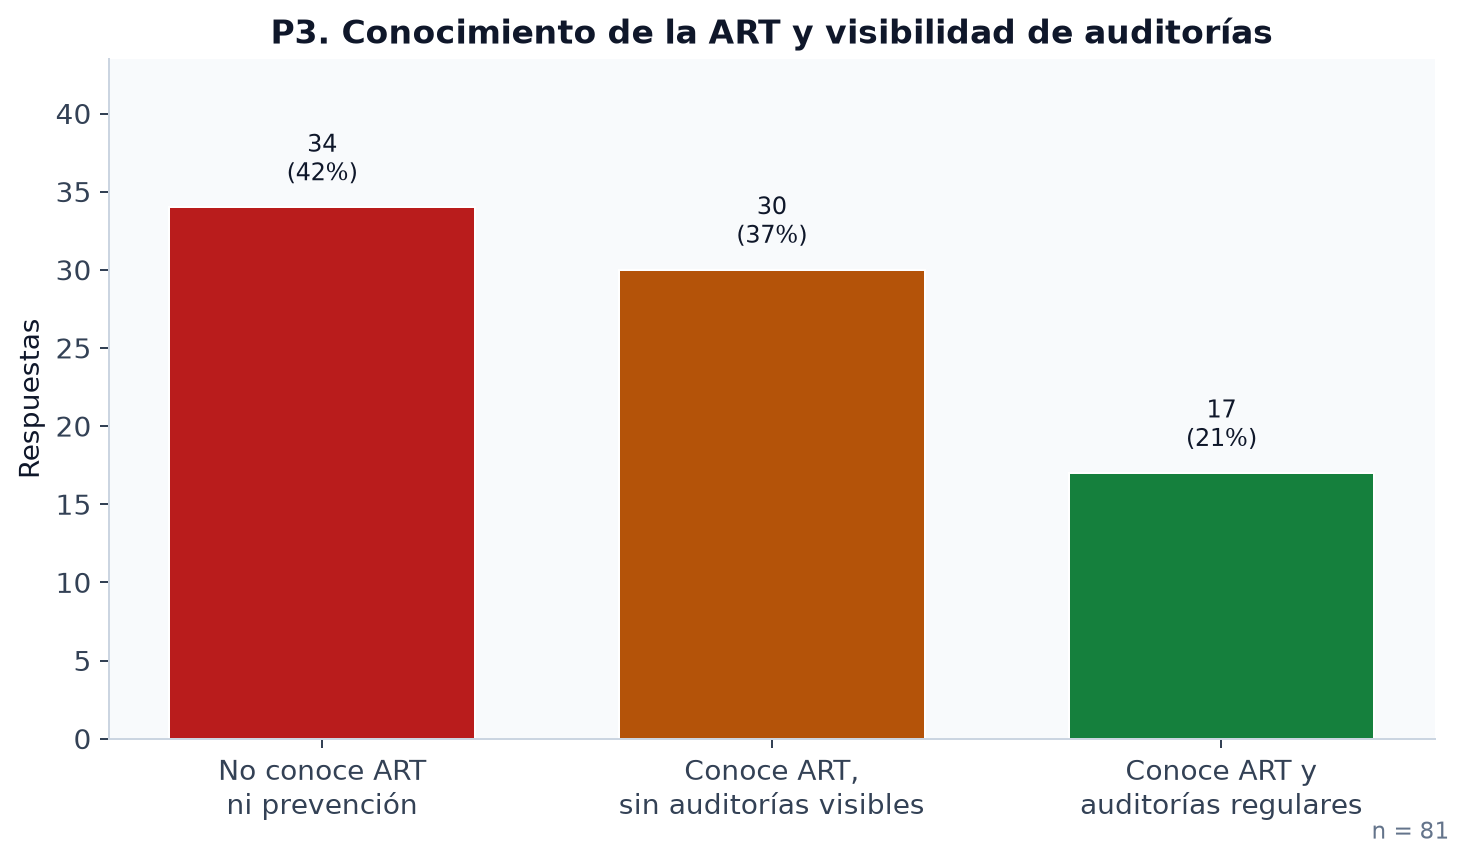 P3. Conocimiento de la ART y visibilidad de auditorías
Respuestas
40
35
30
25
20
15
10
5
0
34
(42%)
30
(37%)
17
(21%)
No conoce ART
ni prevención
Conoce ART,
sin auditorías visibles
Conoce ART y
auditorías regulares
n = 81